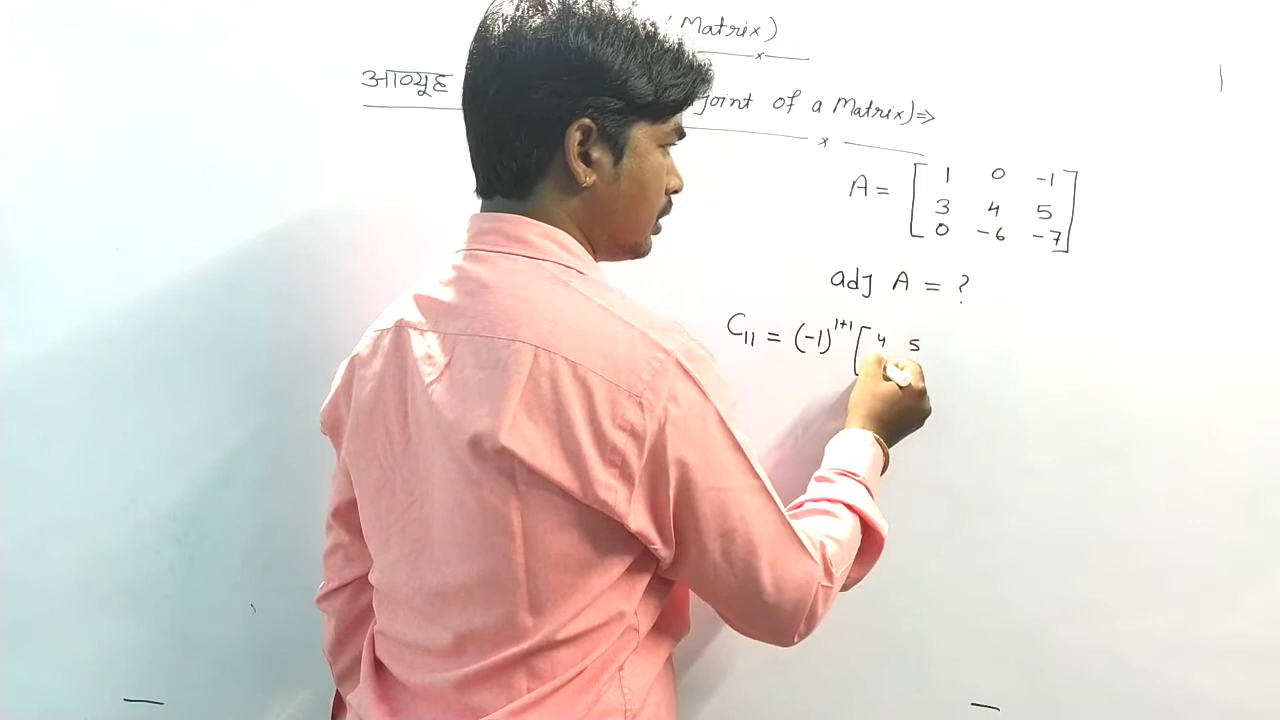 Matrix)
आव्यूह joint of a Matrix) ⇒
A = [ 1 0 -1
3 4 5
0 -6 -7 ]
adj A = ?
C₁₁ = (-1)¹⁺¹ [ 4 5